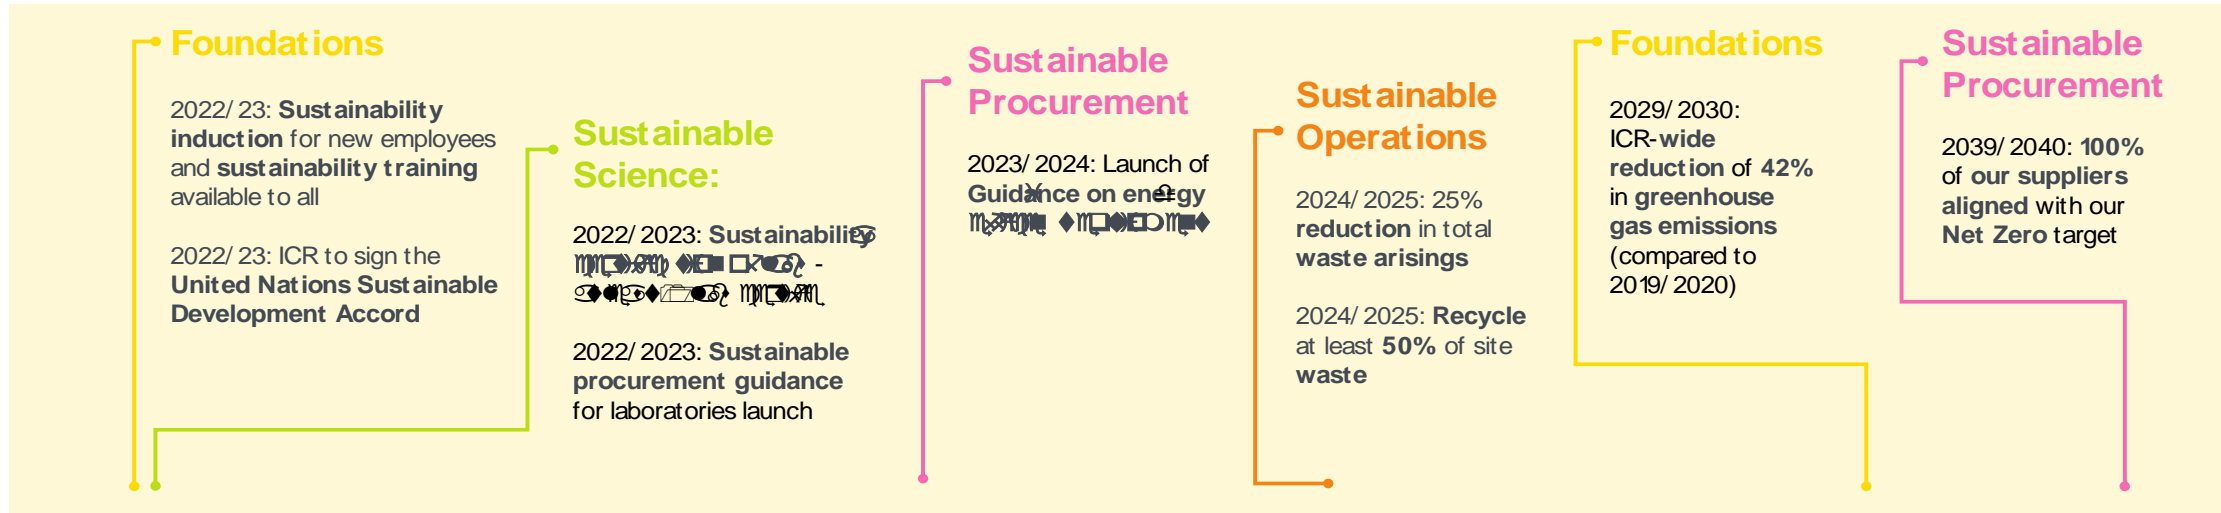 Foundations
2022/23: Sustainability
induction for new employees
and sustainability training
available to all
2022/23: ICR to sign the
United Nations Sustainable
Development Accord
Sustainable
Science:
2022/2023: Sustainability
2022/2023: Sustainable
procurement guidance
for laboratories launch
Sustainable
Procurement
2023/2024: Launch of
Guidance on energy
Sustainable
Operations
2024/2025: 25%
reduction in total
waste arisings
2024/2025: Recycle
at least 50% of site
waste
Foundations
2029/2030:
ICR-wide
reduction of 42%
in greenhouse
gas emissions
(compared to
2019/2020)
Sustainable
Procurement
2039/2040: 100%
of our suppliers
aligned with our
Net Zero target